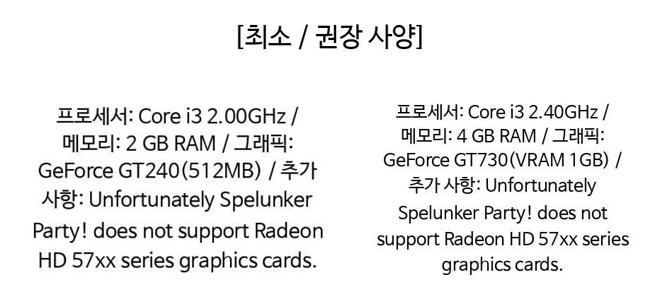 [최소 / 권장 사양]
프로세서: Core i3 2.00GHz /
메모리: 2 GB RAM / 그래픽:
GeForce GT240(512MB) / 추가
사항: Unfortunately Spelunker
Party! does not support Radeon
HD 57xx series graphics cards.
프로세서: Core i3 2.40GHz /
메모리: 4 GB RAM / 그래픽:
GeForce GT730(VRAM 1GB) /
추가 사항: Unfortunately
Spelunker Party! does not
support Radeon HD 57xx series
graphics cards.